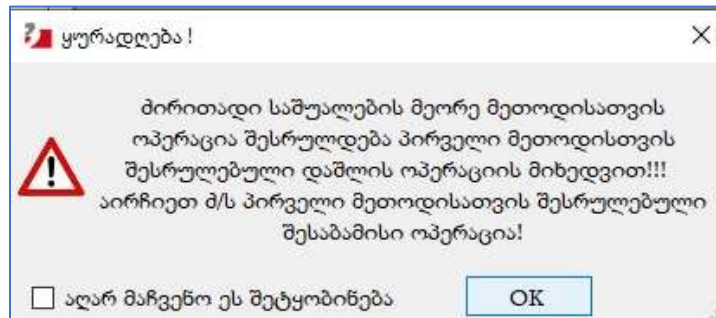 ყურადღება !
ძირითადი საშუალების მეორე მეთოდისათვის
ოპერაცია შესრულდება პირველი მეთოდისთვის
შესრულებული დაშლის ოპერაციის მიხედვით!!!
აირჩიეთ ძ/ს პირველი მეთოდისათვის შესრულებული
შესაბამისი ოპერაცია!
აღარ მაჩვენო ეს შეტყობინება
OK